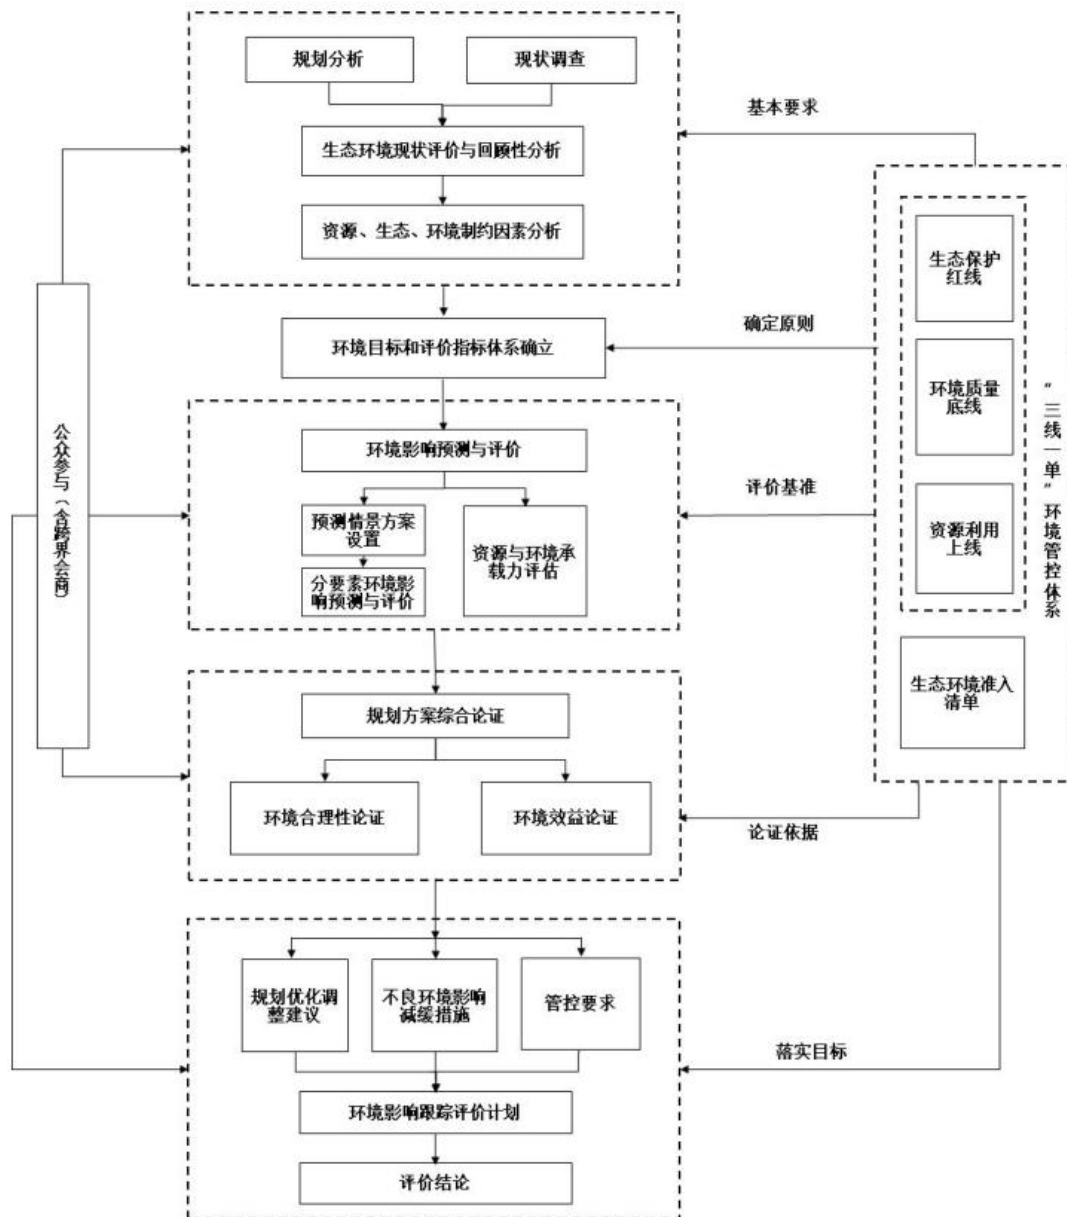 规划分析
现状调查
生态环境现状评价与回顾性分析
资源、生态、环境制约因素分析
基本要求
环境目标和评价指标体系确立
确定原则
公众参与（含跨界会商）
环境影响预测与评价
预测情景方案
设置
分要素环境影
响预测与评价
资源与环境承
载力评估
评价基准
生态保护
红线
环境质量
底线
资源利用
上线
生态环境准入
清单
“三线一单”环境管控体系
规划方案综合论证
环境合理性论证
环境效益论证
论证依据
规划优化调
整建议
不良环境影响
减缓措施
管控要求
落实目标
环境影响跟踪评价计划
评价结论